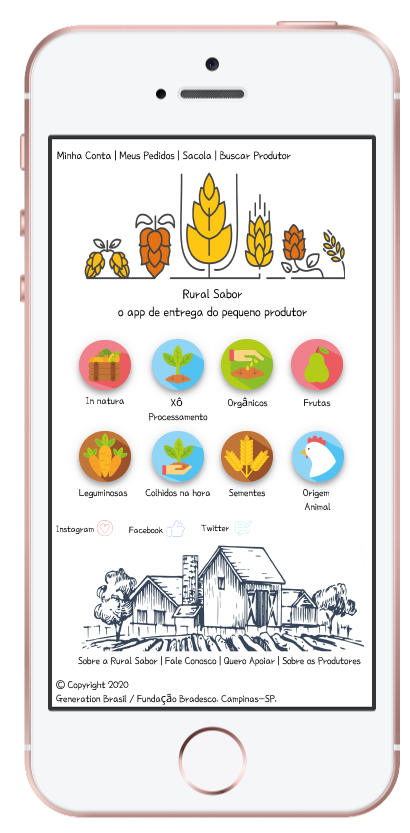 Minha Conta | Meus Pedidos | Sacola | Buscar Produtor
Rural Sabor
o app de entrega do pequeno produtor
In natura
Xô
Processamento
Orgânicos
Frutas
Leguminosas
Colhidos na hora
Sementes
Origem
Animal
Instagram
Facebook
Twitter
Sobre a Rural Sabor | Fale Conosco | Quero Apoiar | Sobre os Produtores
© Copyright 2020
Generation Brasil / Fundação Bradesco. Campinas-SP.